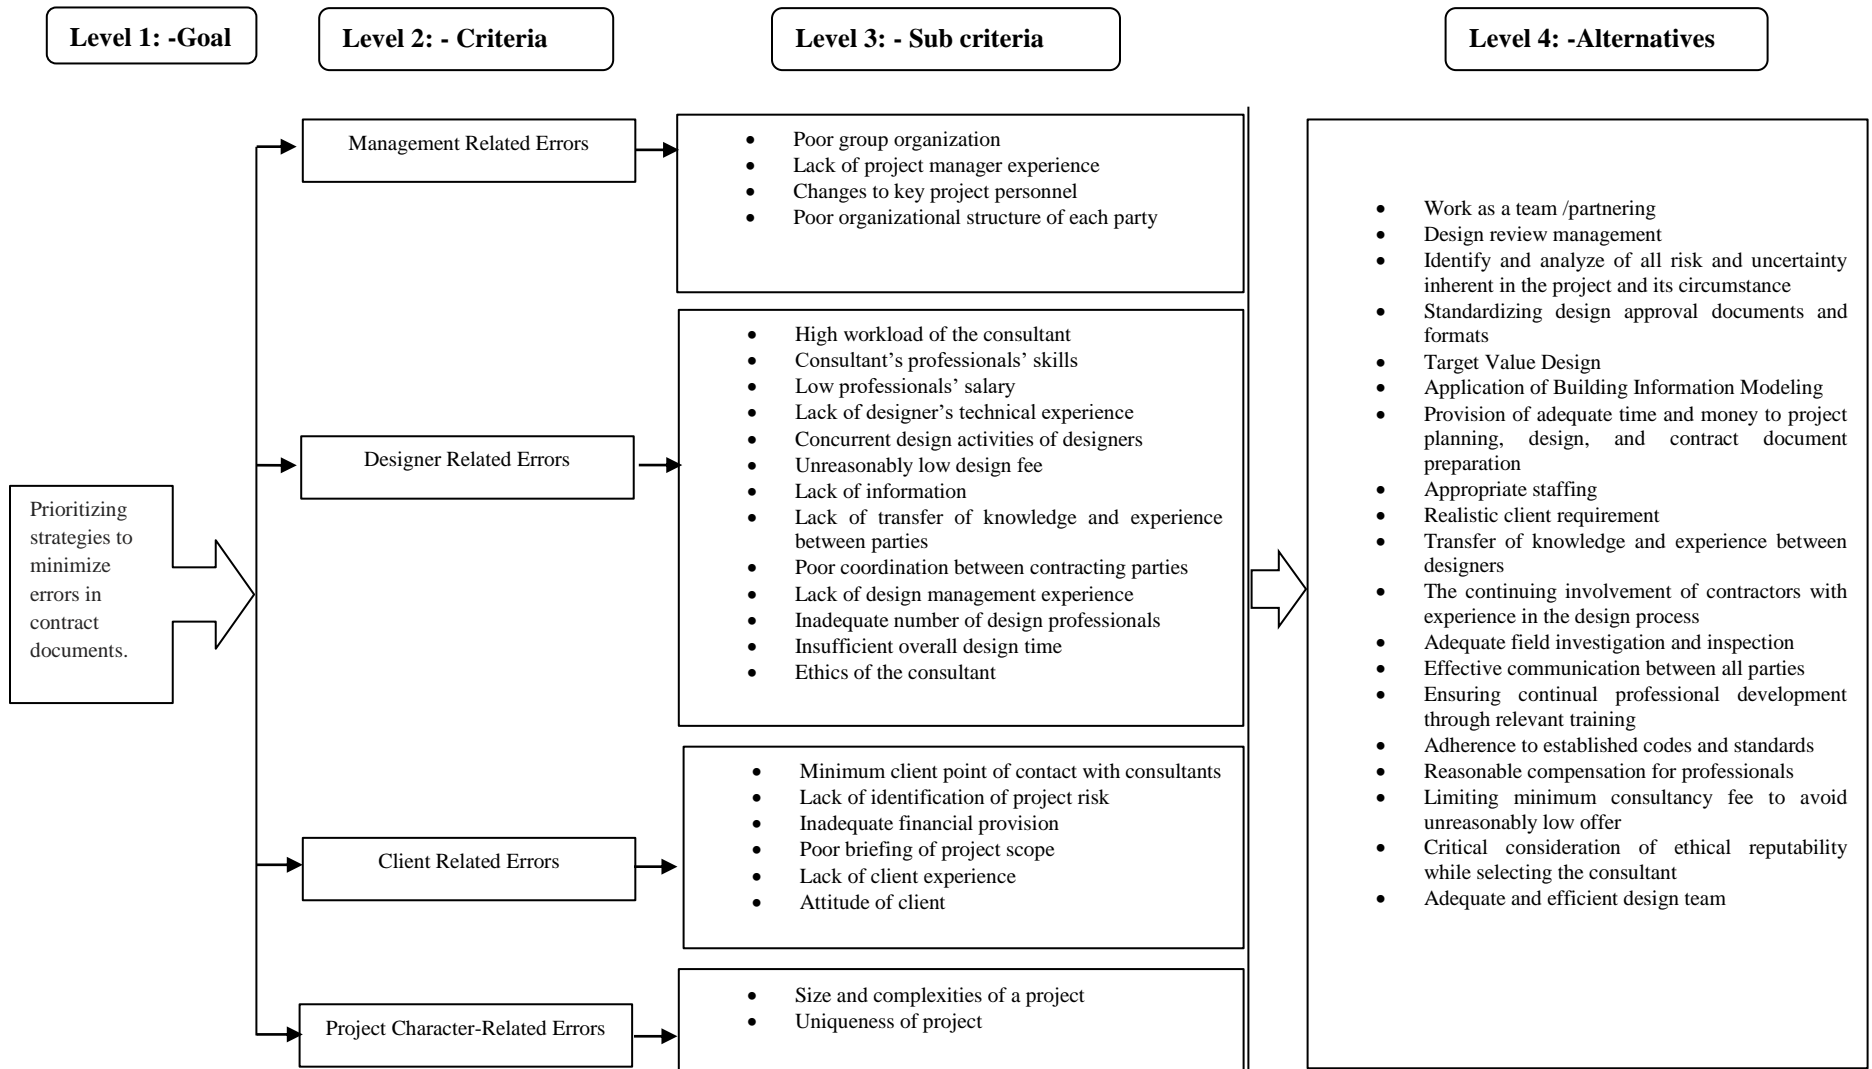 Level 1: -Goal
Level 2: - Criteria
Level 3: - Sub criteria
Level 4: -Alternatives
Prioritizing
strategies to
minimize
errors in
contract
documents.
Management Related Errors
• Poor group organization
• Lack of project manager experience
• Changes to key project personnel
• Poor organizational structure of each party
Designer Related Errors
• High workload of the consultant
• Consultant’s professionals’ skills
• Low professionals’ salary
• Lack of designer’s technical experience
• Concurrent design activities of designers
• Unreasonably low design fee
• Lack of information
• Lack of transfer of knowledge and experience
between parties
• Poor coordination between contracting parties
• Lack of design management experience
• Inadequate number of design professionals
• Insufficient overall design time
• Ethics of the consultant
Client Related Errors
• Minimum client point of contact with consultants
• Lack of identification of project risk
• Inadequate financial provision
• Poor briefing of project scope
• Lack of client experience
• Attitude of client
Project Character-Related Errors
• Size and complexities of a project
• Uniqueness of project
• Work as a team /partnering
• Design review management
• Identify and analyze of all risk and uncertainty
inherent in the project and its circumstance
• Standardizing design approval documents and
formats
• Target Value Design
• Application of Building Information Modeling
• Provision of adequate time and money to project
planning, design, and contract document
preparation
• Appropriate staffing
• Realistic client requirement
• Transfer of knowledge and experience between
designers
• The continuing involvement of contractors with
experience in the design process
• Adequate field investigation and inspection
• Effective communication between all parties
• Ensuring continual professional development
through relevant training
• Adherence to established codes and standards
• Reasonable compensation for professionals
• Limiting minimum consultancy fee to avoid
unreasonably low offer
• Critical consideration of ethical reputability
while selecting the consultant
• Adequate and efficient design team